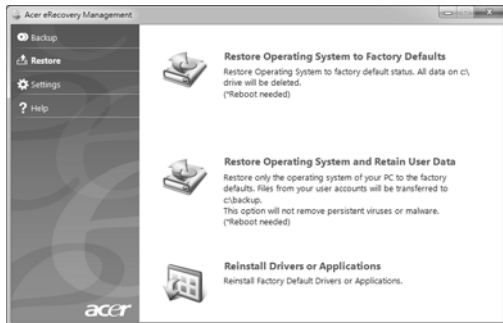 Acer eRecovery Management
Backup
Restore
Settings
? Help
Restore Operating System to Factory Defaults
Restore Operating System to factory default status. All data on c:\
drive will be deleted.
(*Reboot needed)
Restore Operating System and Retain User Data
Restore only the operating system of your PC to the factory
defaults. Files from your user accounts will be transferred to
c:\backup.
This option will not remove persistent viruses or malware.
(*Reboot needed)
Reinstall Drivers or Applications
Reinstall Factory Default Drivers or Applications.
acer